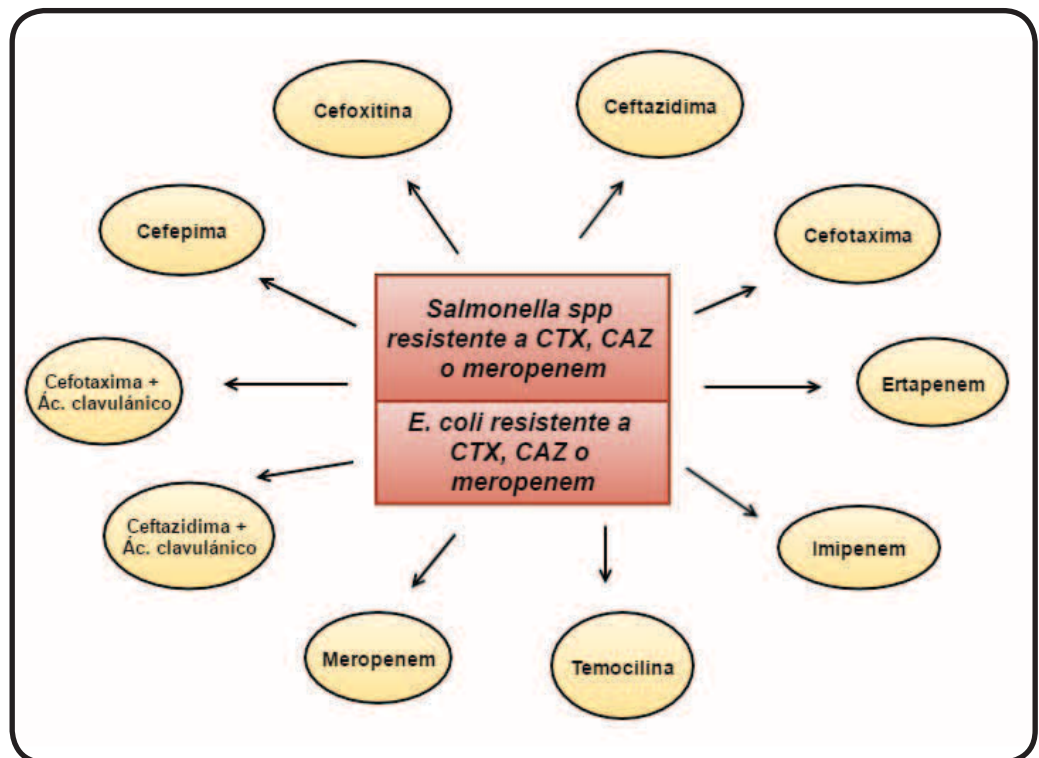 Cefoxitina
Ceftazidima
Cefepima
Cefotaxima
Salmonella spp
resistente a CTX, CAZ
o meropenem
Cefotaxima +
Ác. clavulánico
Ertapenem
E. coli resistente a
CTX, CAZ o
meropenem
Ceftazidima +
Ác. clavulánico
Imipenem
Meropenem
Temocilina